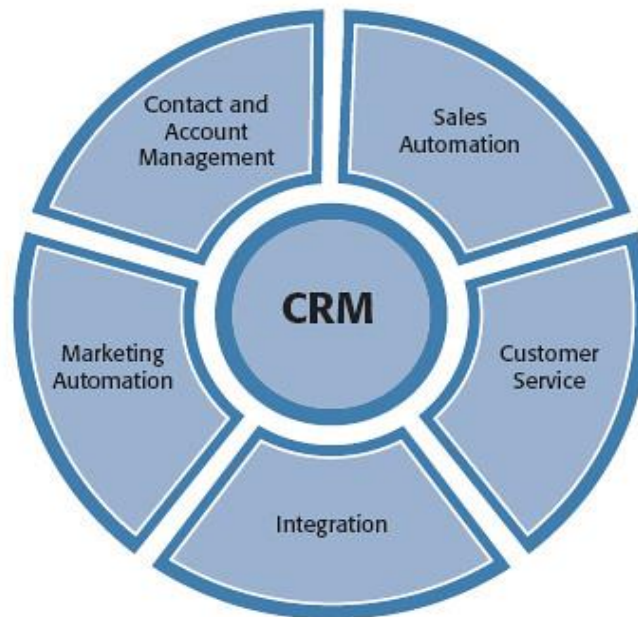 Contact and
Account
Management
Sales
Automation
CRM
Marketing
Automation
Customer
Service
Integration